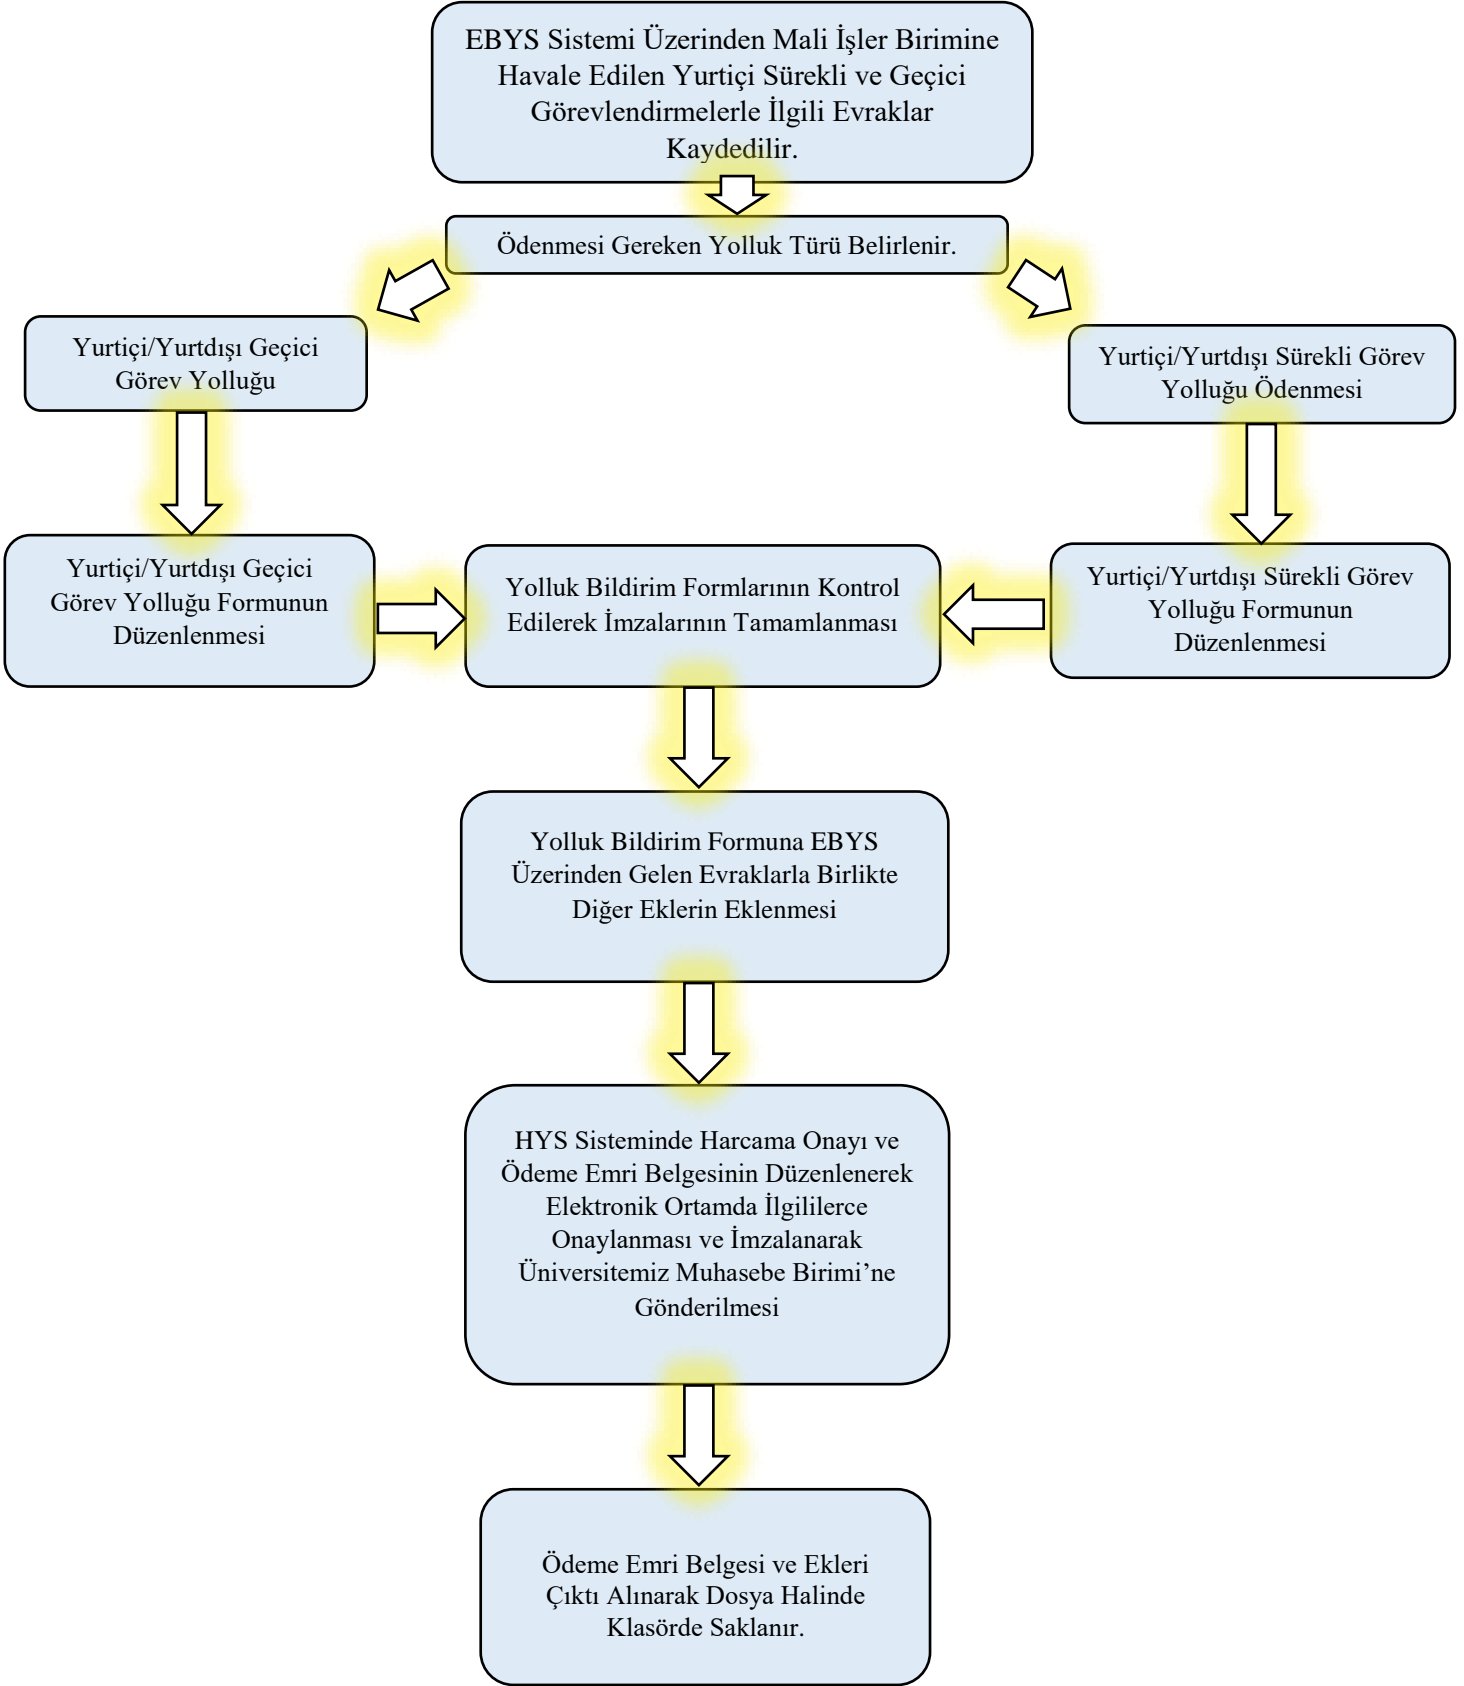 EBYS Sistemi Üzerinden Mali İşler Birimine
Havale Edilen Yurtiçi Sürekli ve Geçici
Görevlendirmelerle İlgili Evraklar
Kaydedilir.
Ödenmesi Gereken Yolluk Türü Belirlenir.
Yurtiçi/Yurtdışı Geçici
Görev Yolluğu
Yurtiçi/Yurtdışı Sürekli Görev
Yolluğu Ödenmesi
Yurtiçi/Yurtdışı Geçici
Görev Yolluğu Formunun
Düzenlenmesi
Yolluk Bildirim Formlarının Kontrol
Edilerek İmzalarının Tamamlanması
Yurtiçi/Yurtdışı Sürekli Görev
Yolluğu Formunun
Düzenlenmesi
Yolluk Bildirim Formuna EBYS
Üzerinden Gelen Evraklarla Birlikte
Diğer Eklerin Eklenmesi
HYS Sisteminde Harcama Onayı ve
Ödeme Emri Belgesinin Düzenlenerek
Elektronik Ortamda İlgililerce
Onaylanması ve İmzalanarak
Üniversitemiz Muhasebe Birimi’ne
Gönderilmesi
Ödeme Emri Belgesi ve Ekleri
Çıktı Alınarak Dosya Halinde
Klasörde Saklanır.